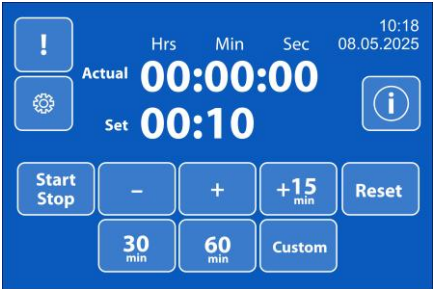 !
10:18
Hrs Min Sec 08.05.2025
Actual 00:00:00
i
Set 00:10
Start
Stop
–
+
+15
min
Reset
30
min
60
min
Custom